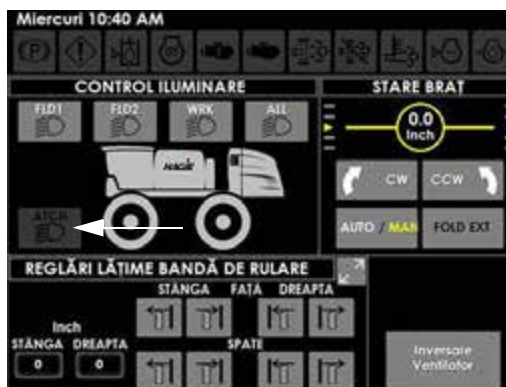 Miercuri 10:40 AM
CONTROL ILUMINARE
STARE BRAȚ
FLD1 FLD2 WRK ALL
0.0
Inch
HAGIE
CW CCW
ATCH
AUTO / MAN FOLD EXT
REGLĂRI LĂȚIME BANDĂ DE RULARE
STÂNGA FAȚĂ DREAPTA
Inch
STÂNGA DREAPTA
SPATE
0 0
Inversare
Ventilator